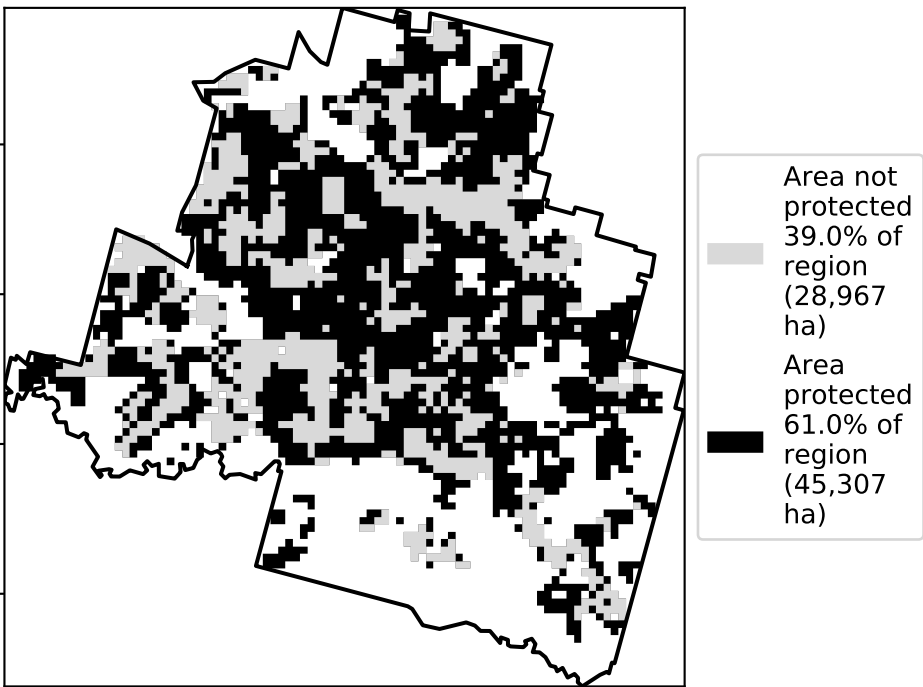 Area not
protected
39.0% of
region
(28,967
ha)
Area
protected
61.0% of
region
(45,307
ha)